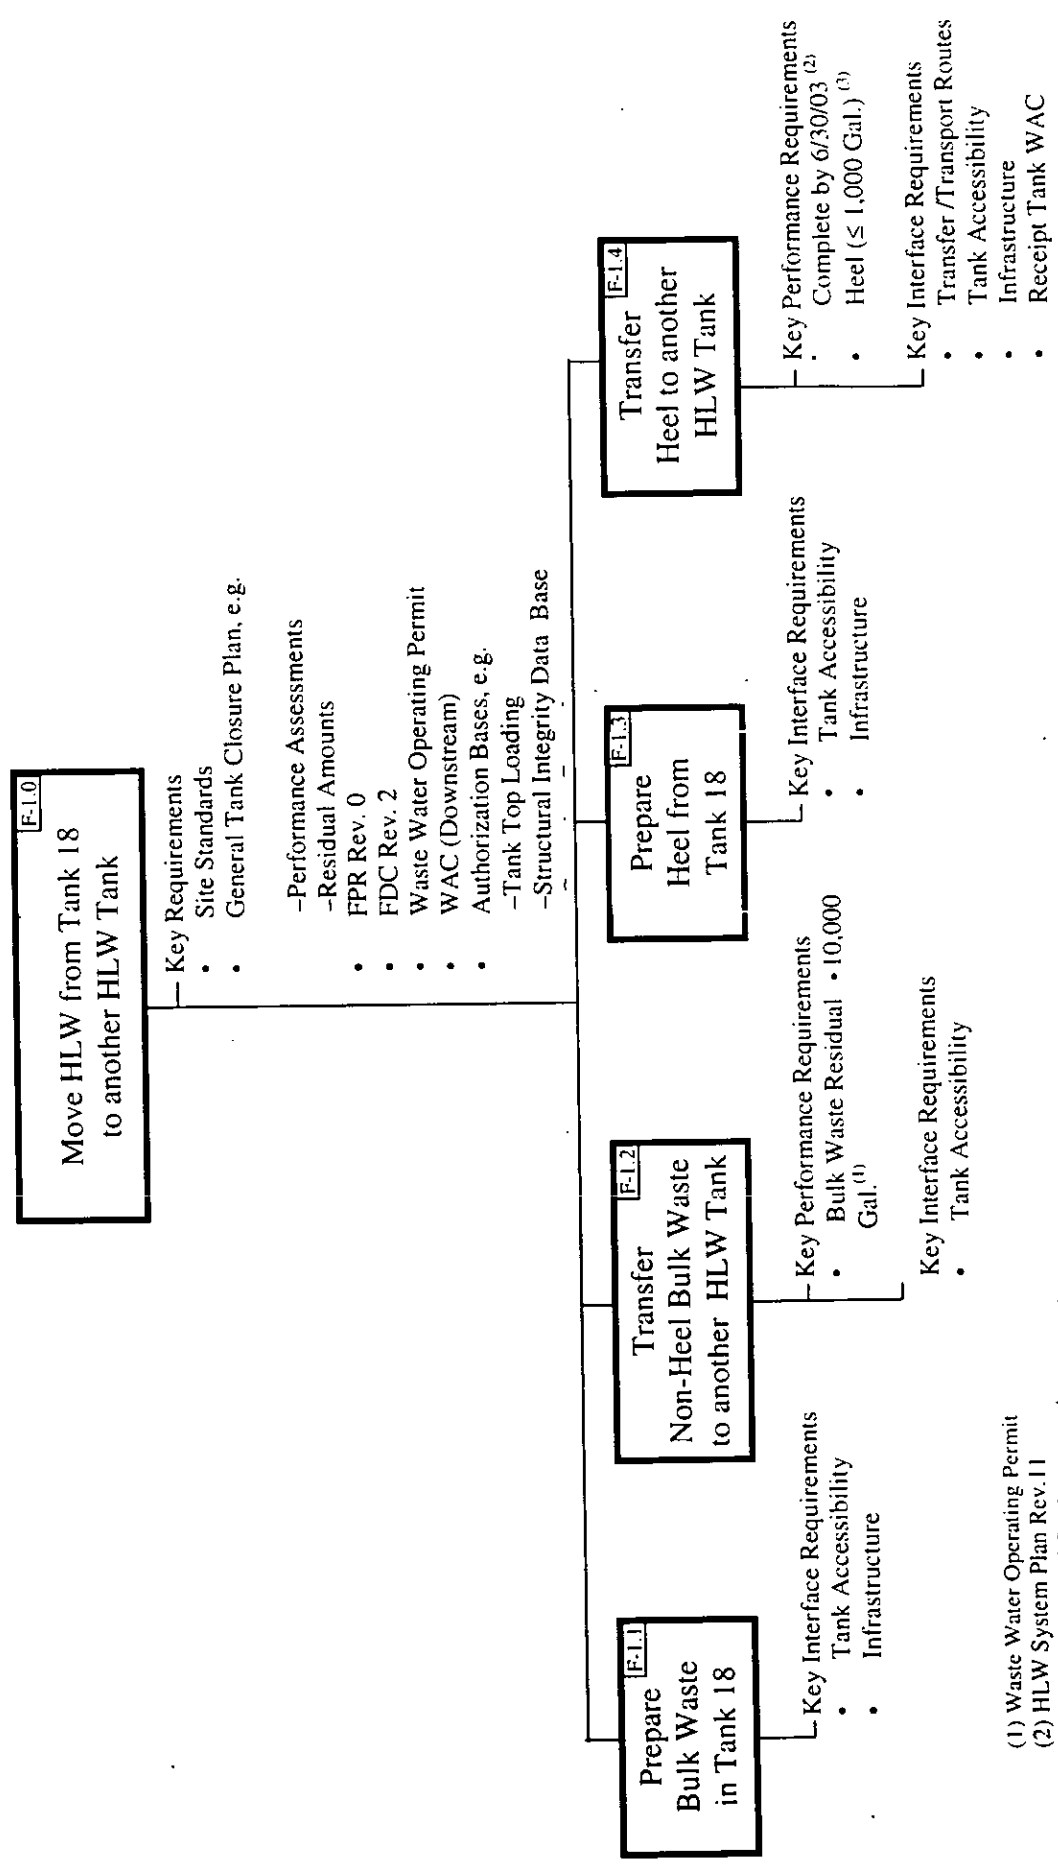 F-1.0
Move HLW from Tank 18
to another HLW Tank
Key Requirements
• Site Standards
• General Tank Closure Plan, e.g.
–Performance Assessments
–Residual Amounts
• FPR Rev. 0
• FDC Rev. 2
• Waste Water Operating Permit
• WAC (Downstream)
• Authorization Bases, e.g.
–Tank Top Loading
–Structural Integrity Data Base
F-1.1
Prepare
Bulk Waste
in Tank 18
Key Interface Requirements
• Tank Accessibility
• Infrastructure
F-1.2
Transfer
Non-Heel Bulk Waste
to another HLW Tank
Key Performance Requirements
• Bulk Waste Residual • 10,000
Gal.(1)
Key Interface Requirements
• Tank Accessibility
F-1.3
Prepare
Heel from
Tank 18
Key Interface Requirements
• Tank Accessibility
• Infrastructure
F-1.4
Transfer
Heel to another
HLW Tank
Key Performance Requirements
• Complete by 6/30/03 (2)
• Heel (≤ 1,000 Gal.) (3)
Key Interface Requirements
• Transfer /Transport Routes
• Tank Accessibility
• Infrastructure
• Receipt Tank WAC
(1) Waste Water Operating Permit
(2) HLW System Plan Rev.11